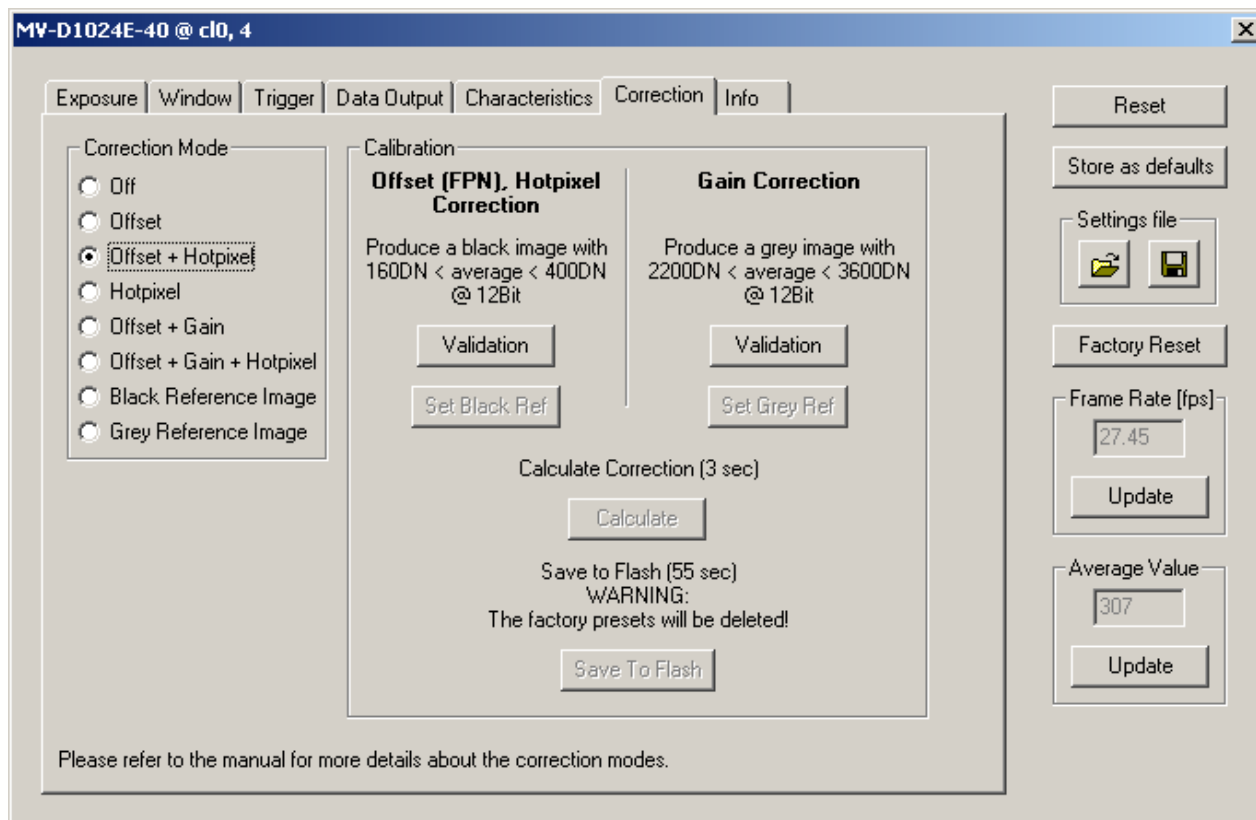 MV-D1024E-40 @ cl0, 4
Exposure Window Trigger Data Output Characteristics Correction Info
Correction Mode
Off
Offset
Offset + Hotpixel
Hotpixel
Offset + Gain
Offset + Gain + Hotpixel
Black Reference Image
Grey Reference Image
Calibration
Offset (FPN), Hotpixel
Correction
Produce a black image with
160DN < average < 400DN
@ 12Bit
Validation
Set Black Ref
Gain Correction
Produce a grey image with
2200DN < average < 3600DN
@ 12Bit
Validation
Set Grey Ref
Calculate Correction (3 sec)
Calculate
Save to Flash (55 sec)
WARNING:
The factory presets will be deleted!
Save To Flash
Please refer to the manual for more details about the correction modes.
Reset
Store as defaults
Settings file
Factory Reset
Frame Rate [fps]
27.45
Update
Average Value
307
Update